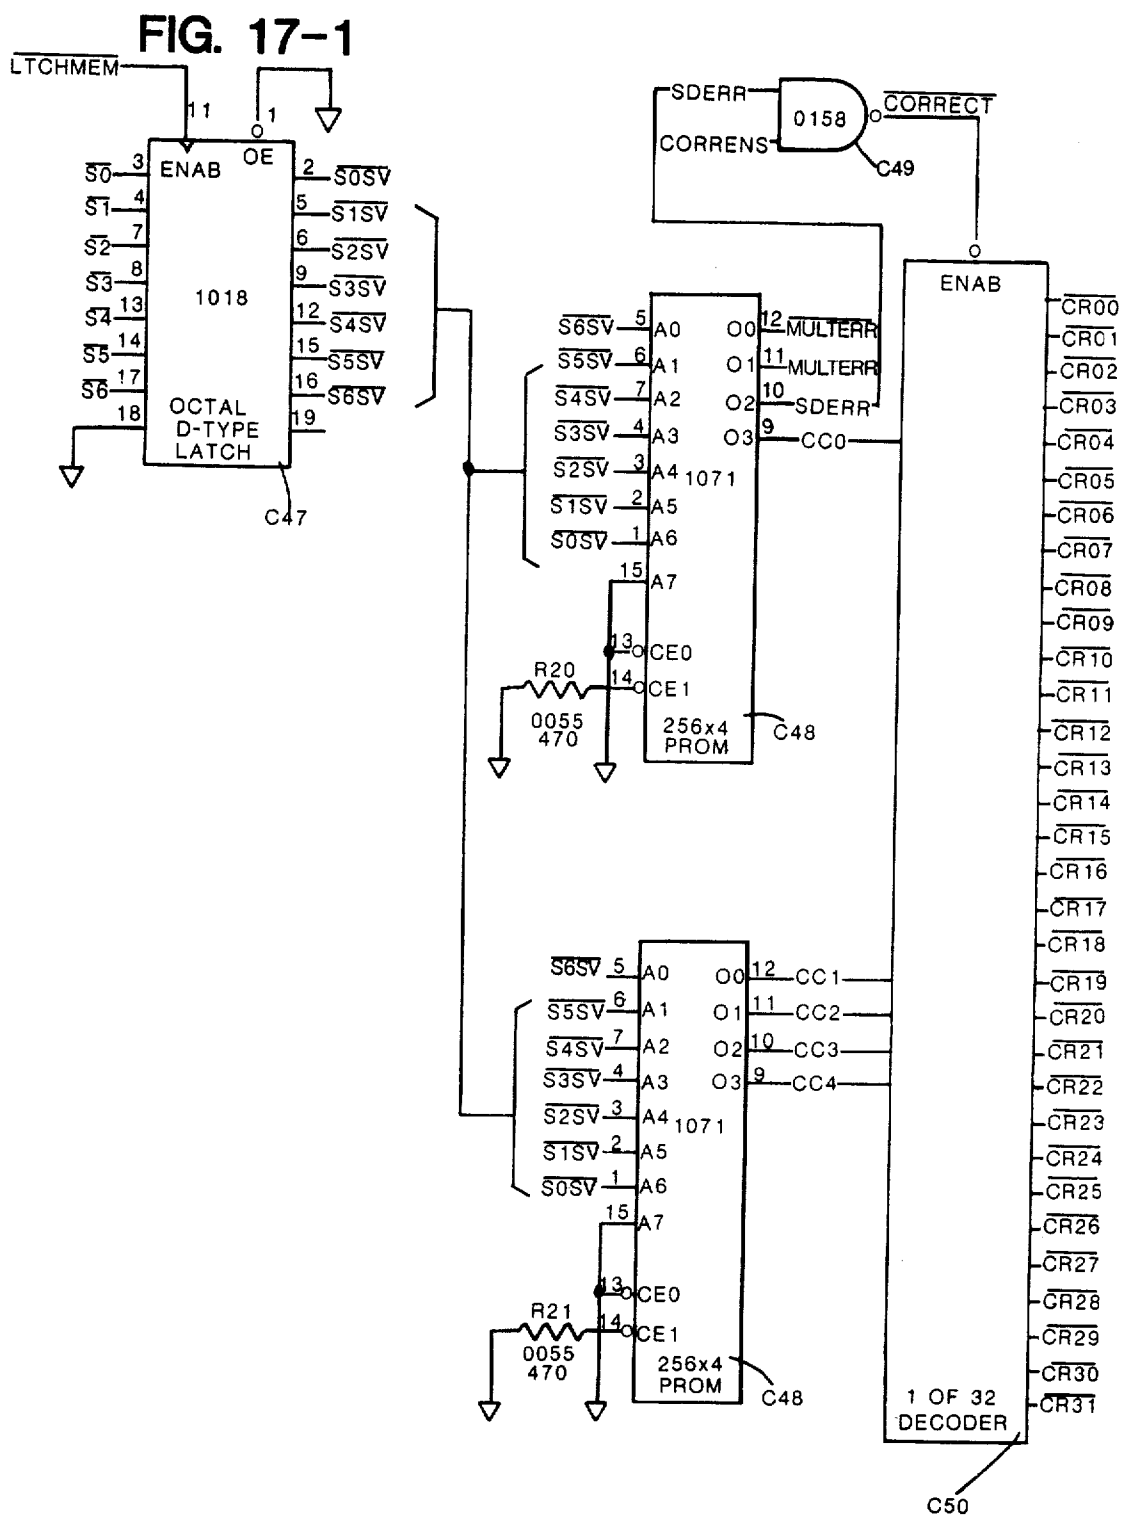 FIG. 17-1
LTCHMEM
11
1
ENAB
OE
S0
3
2
S0SV
S1
4
5
S1SV
S2
7
6
S2SV
S3
8
9
S3SV
1018
S4
13
12
S4SV
S5
14
15
S5SV
S6
17
16
S6SV
18
19
OCTAL
D-TYPE
LATCH
C47
SDERR
CORRENS
0158
CORRECT
C49
S6SV 5 A0
S5SV 6 A1
S4SV 7 A2
S3SV 4 A3
S2SV 3 A4
S1SV 2 A5
S0SV 1 A6
15 A7
13 CE0
14 CE1
O0 12 MULTERR
O1 11 MULTERR
O2 10 SDERR
O3 9 CC0
1071
R20
0055
470
256x4
PROM
C48
S6SV 5 A0
S5SV 6 A1
S4SV 7 A2
S3SV 4 A3
S2SV 3 A4
S1SV 2 A5
S0SV 1 A6
15 A7
13 CE0
14 CE1
O0 12 CC1
O1 11 CC2
O2 10 CC3
O3 9 CC4
1071
R21
0055
470
256x4
PROM
C48
ENAB
CR00
CR01
CR02
CR03
CR04
CR05
CR06
CR07
CR08
CR09
CR10
CR11
CR12
CR13
CR14
CR15
CR16
CR17
CR18
CR19
CR20
CR21
CR22
CR23
CR24
CR25
CR26
CR27
CR28
CR29
CR30
CR31
1 OF 32
DECODER
C50